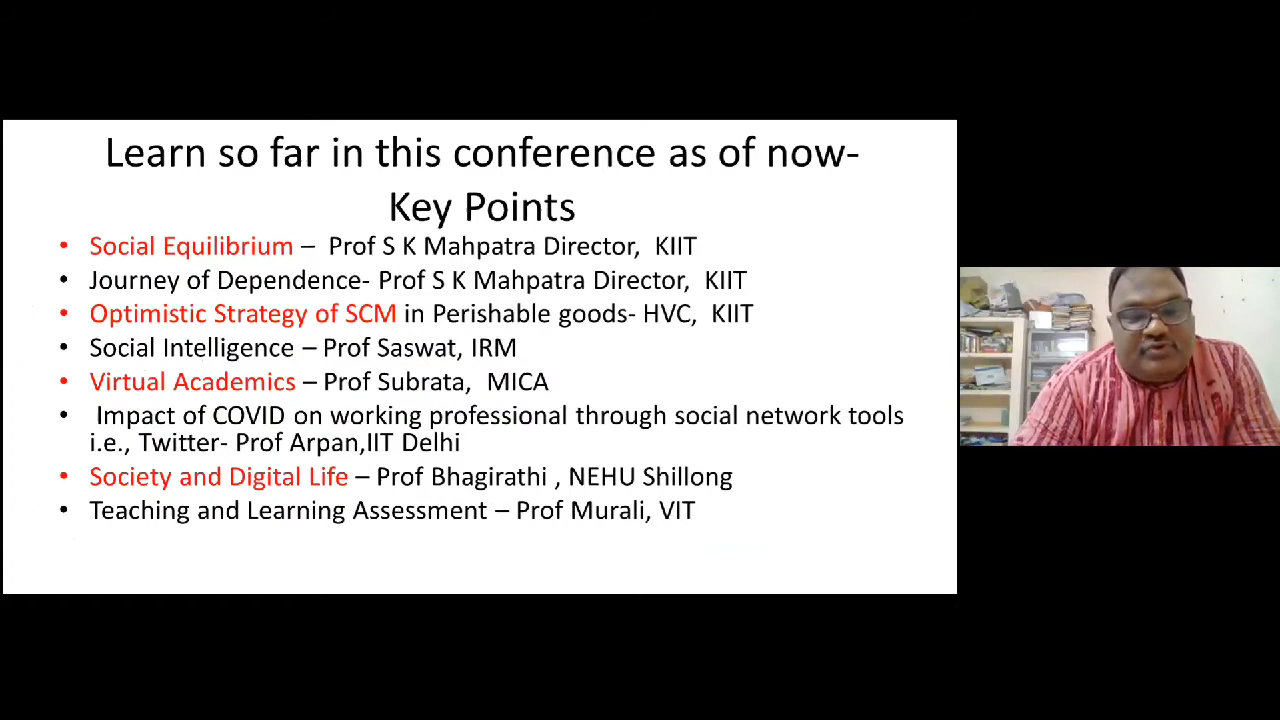 Learn so far in this conference as of now-
Key Points
• Social Equilibrium – Prof S K Mahpatra Director, KIIT
• Journey of Dependence- Prof S K Mahpatra Director, KIIT
• Optimistic Strategy of SCM in Perishable goods- HVC, KIIT
• Social Intelligence – Prof Saswat, IRM
• Virtual Academics – Prof Subrata, MICA
• Impact of COVID on working professional through social network tools
i.e., Twitter- Prof Arpan,IIT Delhi
• Society and Digital Life – Prof Bhagirathi , NEHU Shillong
• Teaching and Learning Assessment – Prof Murali, VIT